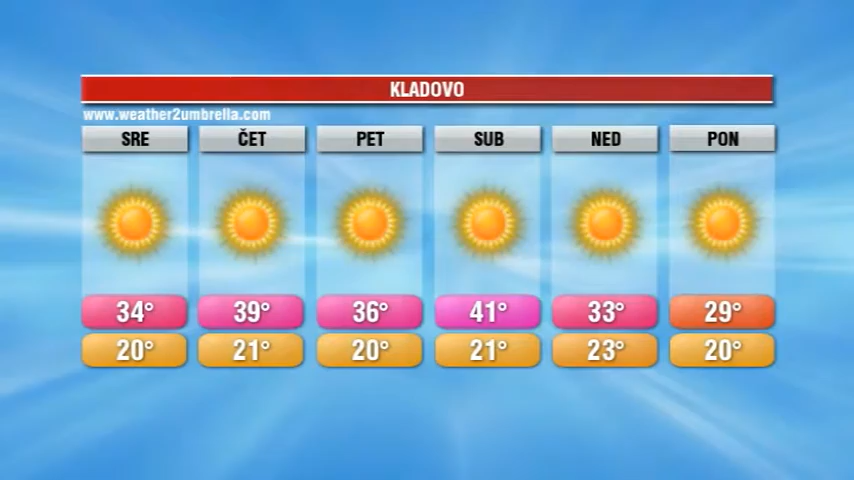 KLADOVO
www.weather2umbrella.com
SRE ČET PET SUB NED PON
34° 39° 36° 41° 33° 29°
20° 21° 20° 21° 23° 20°